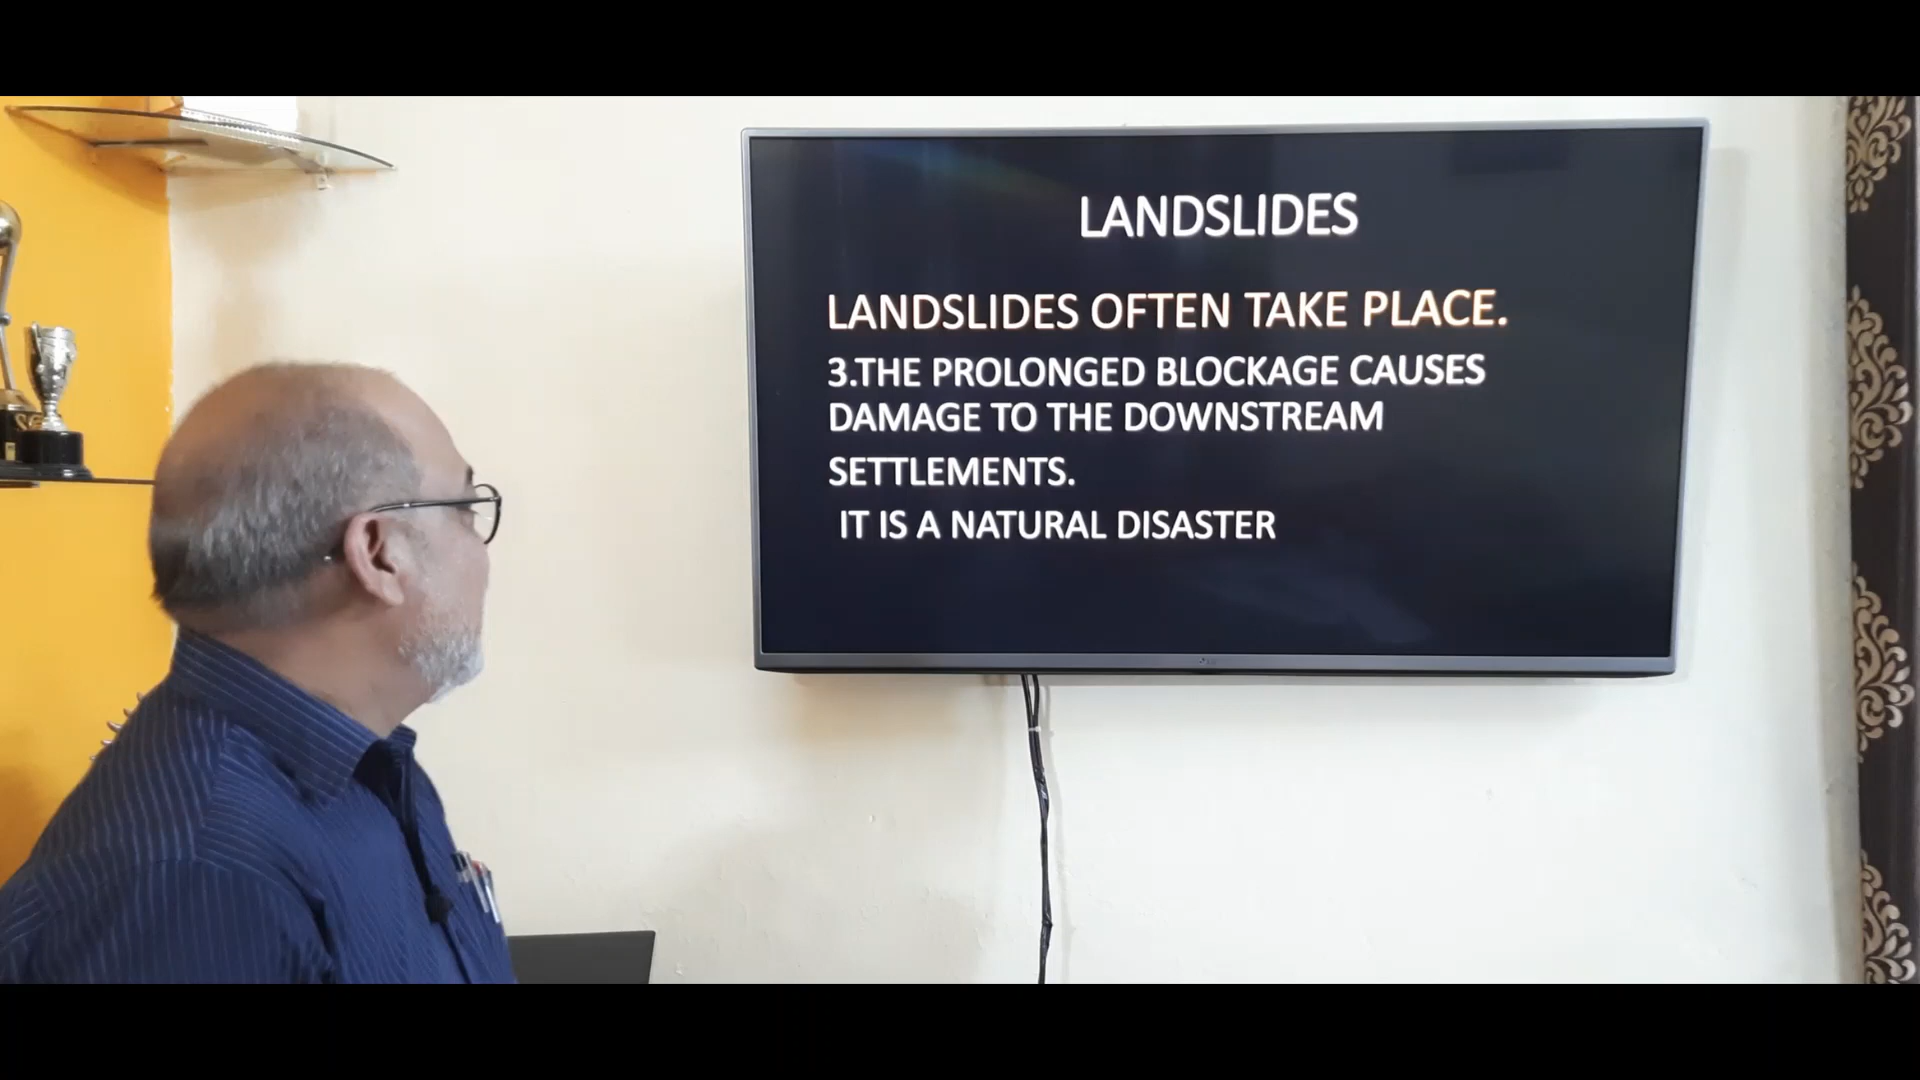 LANDSLIDES
LANDSLIDES OFTEN TAKE PLACE.
3.THE PROLONGED BLOCKAGE CAUSES
DAMAGE TO THE DOWNSTREAM
SETTLEMENTS.
IT IS A NATURAL DISASTER